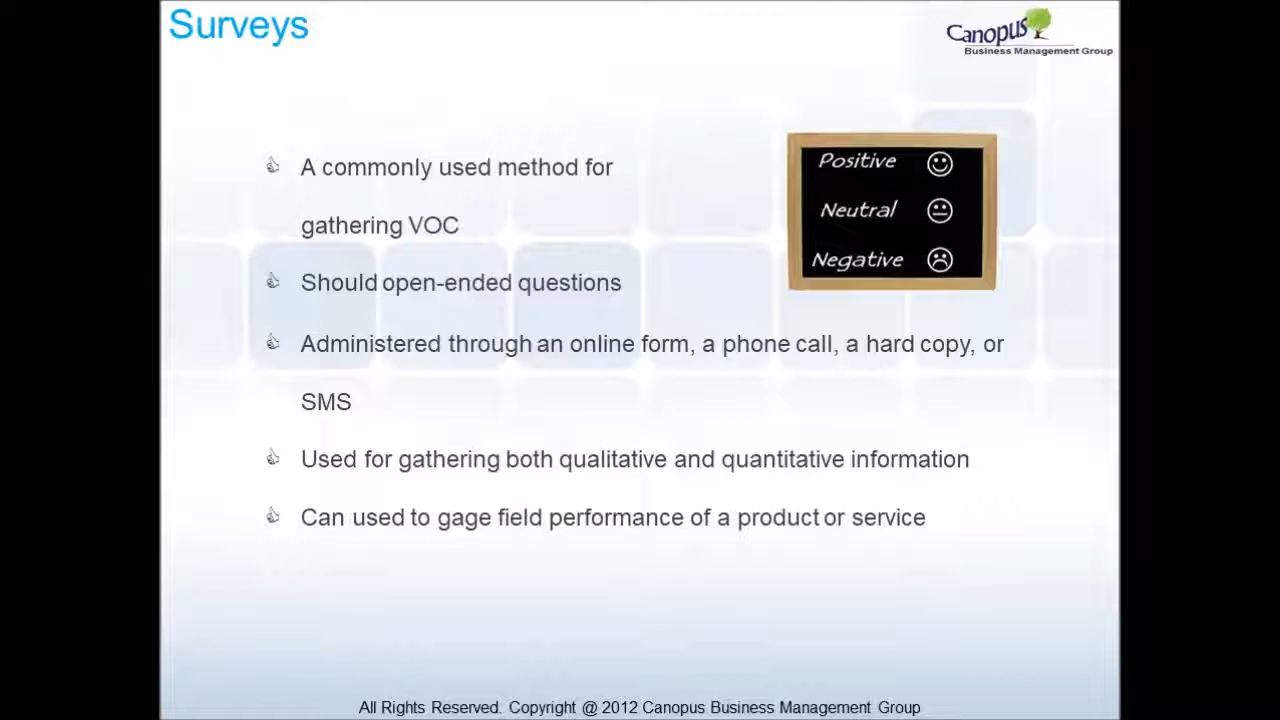 Surveys
Canopus
Business Management Group
A commonly used method for
gathering VOC
Should open-ended questions
Administered through an online form, a phone call, a hard copy, or
SMS
Used for gathering both qualitative and quantitative information
Can used to gage field performance of a product or service
Positive
Neutral
Negative
All Rights Reserved. Copyright @ 2012 Canopus Business Management Group